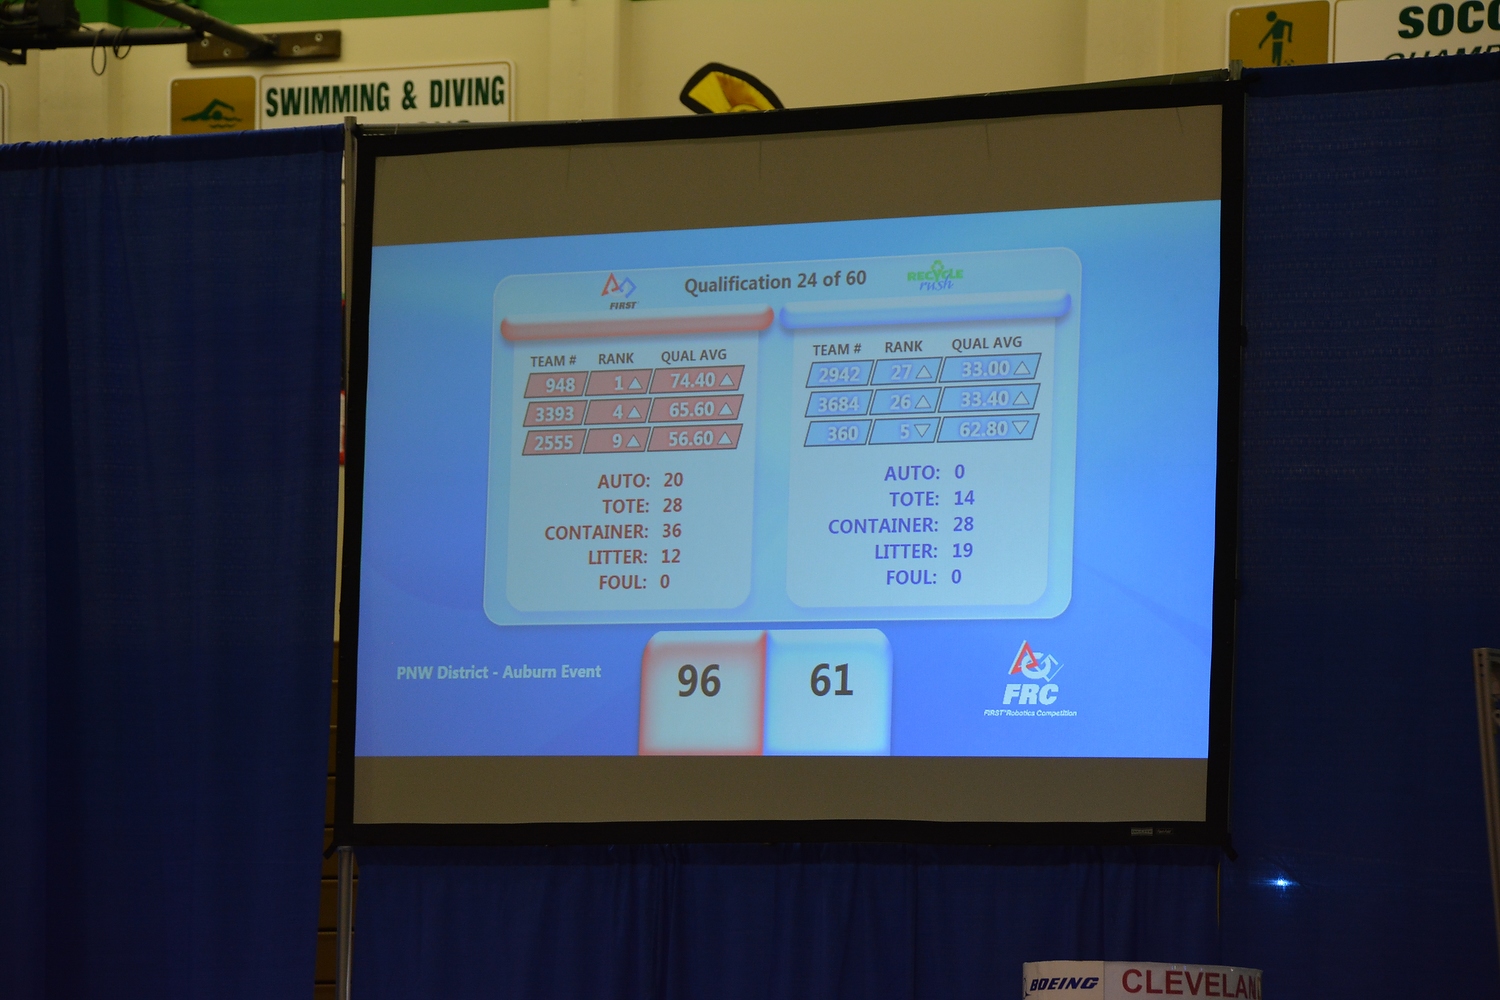 SWIMMING & DIVING
SOCC
Qualification 24 of 60
FIRST
RECYCLE
rush
TEAM # RANK QUAL AVG
948 1 74.40
3393 4 65.60
2555 9 56.60
AUTO: 20
TOTE: 28
CONTAINER: 36
LITTER: 12
FOUL: 0
TEAM # RANK QUAL AVG
2942 27 33.00
3684 26 33.40
360 5 62.80
AUTO: 0
TOTE: 14
CONTAINER: 28
LITTER: 19
FOUL: 0
PNW District - Auburn Event
96 61
FRC
FIRST Robotics Competition
BOEING CLEVELAN